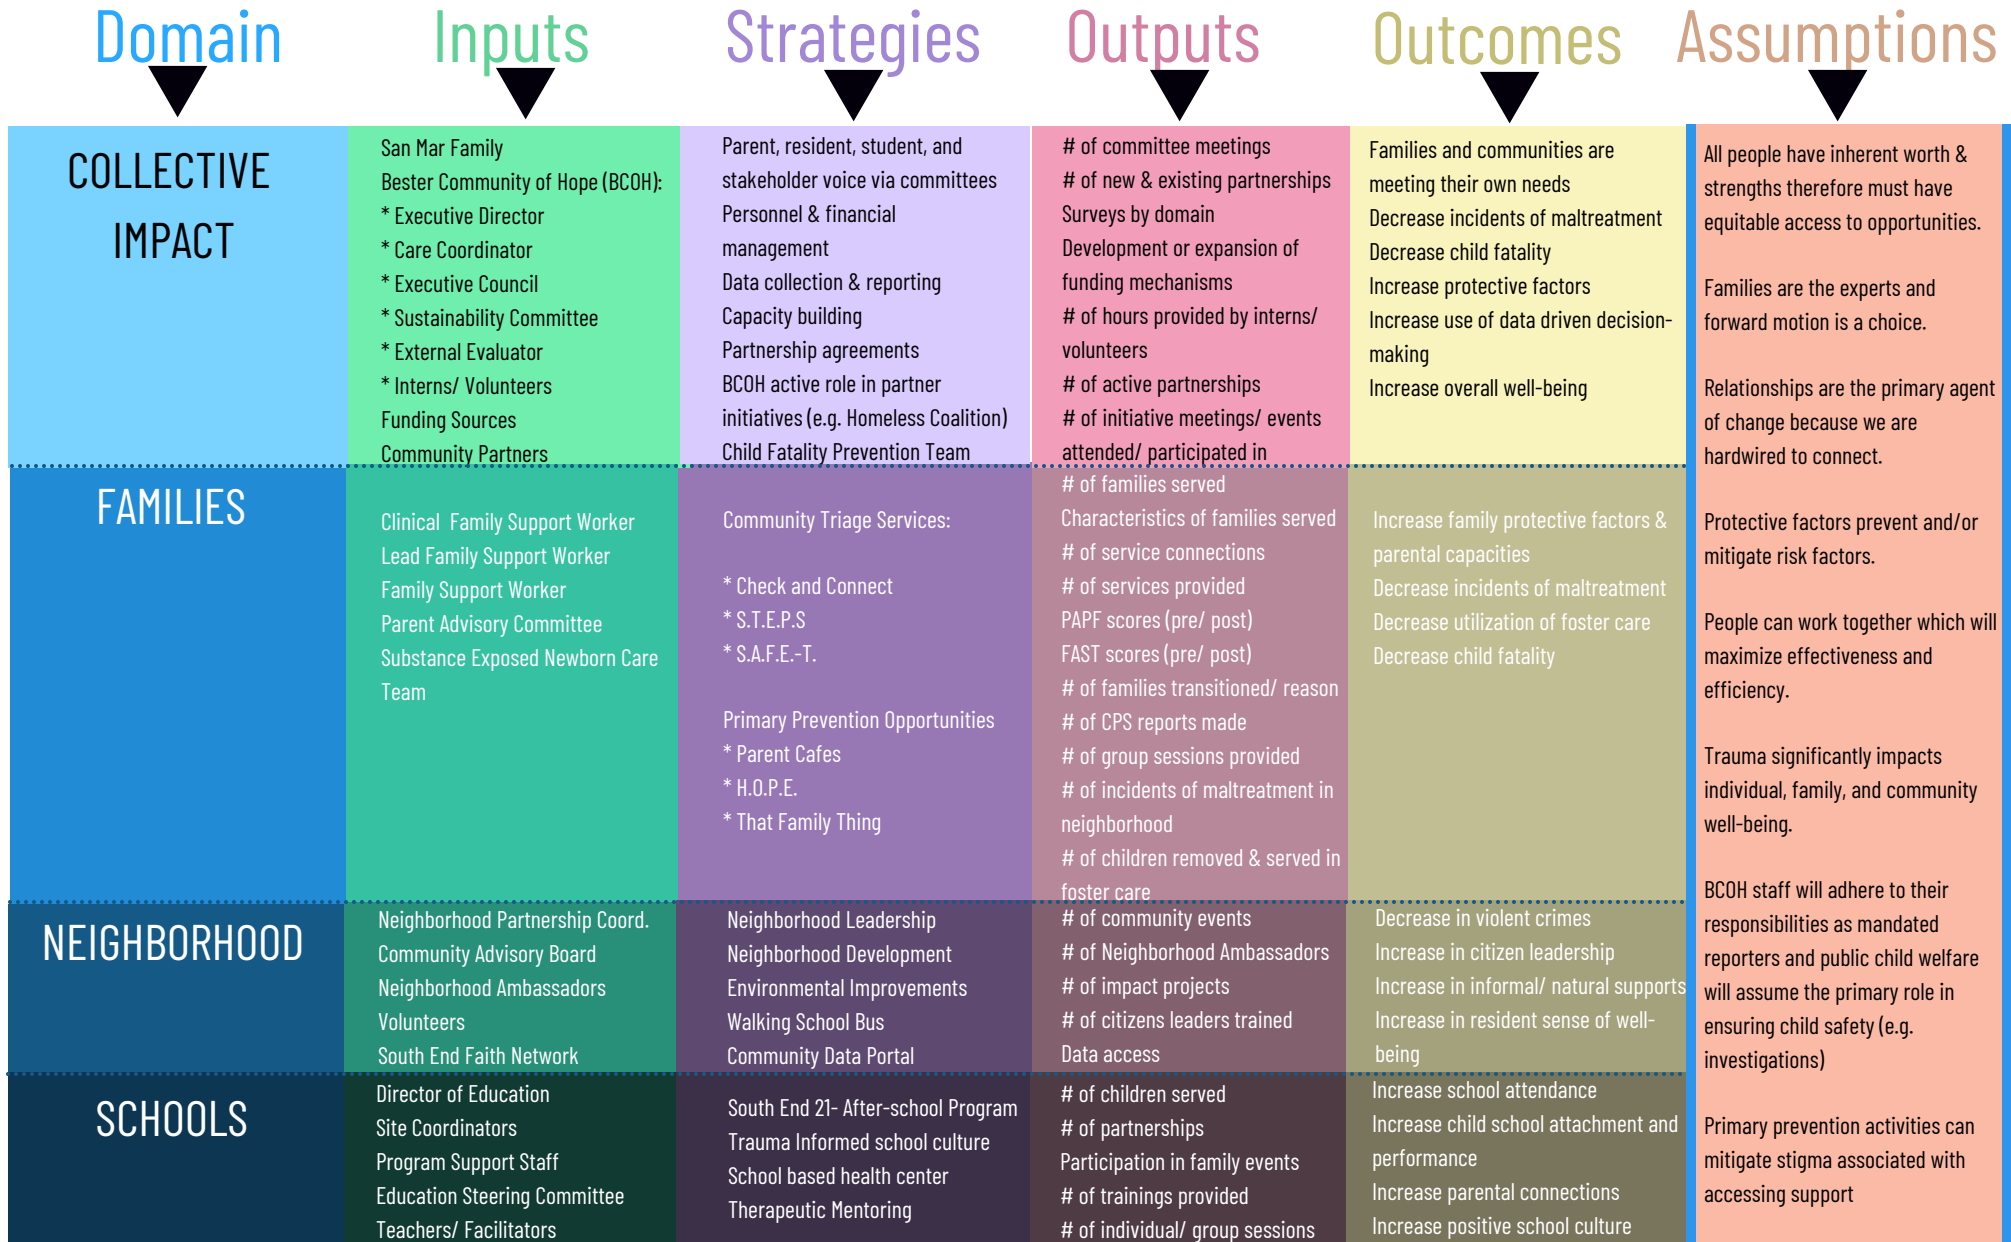 Domain
Inputs
Strategies
Outputs
Outcomes
Assumptions
COLLECTIVE
IMPACT
San Mar Family
Bester Community of Hope (BCOH):
* Executive Director
* Care Coordinator
* Executive Council
* Sustainability Committee
* External Evaluator
* Interns/ Volunteers
Funding Sources
Community Partners
Parent, resident, student, and
stakeholder voice via committees
Personnel & financial
management
Data collection & reporting
Capacity building
Partnership agreements
BCOH active role in partner
initiatives (e.g. Homeless Coalition)
Child Fatality Prevention Team
# of committee meetings
# of new & existing partnerships
Surveys by domain
Development or expansion of
funding mechanisms
# of hours provided by interns/
volunteers
# of active partnerships
# of initiative meetings/ events
attended/ participated in
Families and communities are
meeting their own needs
Decrease incidents of maltreatment
Decrease child fatality
Increase protective factors
Increase use of data driven decision-
making
Increase overall well-being
FAMILIES
Clinical Family Support Worker
Lead Family Support Worker
Family Support Worker
Parent Advisory Committee
Substance Exposed Newborn Care
Team
Community Triage Services:
* Check and Connect
* S.T.E.P.S
* S.A.F.E.-T.
Primary Prevention Opportunities
* Parent Cafes
* H.O.P.E.
* That Family Thing
# of families served
Characteristics of families served
# of service connections
# of services provided
PAPF scores (pre/ post)
FAST scores (pre/ post)
# of families transitioned/ reason
# of CPS reports made
# of group sessions provided
# of incidents of maltreatment in
neighborhood
# of children removed & served in
foster care
Increase family protective factors &
parental capacities
Decrease incidents of maltreatment
Decrease utilization of foster care
Decrease child fatality
NEIGHBORHOOD
Neighborhood Partnership Coord.
Community Advisory Board
Neighborhood Ambassadors
Volunteers
South End Faith Network
Neighborhood Leadership
Neighborhood Development
Environmental Improvements
Walking School Bus
Community Data Portal
# of community events
# of Neighborhood Ambassadors
# of impact projects
# of citizens leaders trained
Data access
Decrease in violent crimes
Increase in citizen leadership
Increase in informal/ natural supports
Increase in resident sense of well-
being
SCHOOLS
Director of Education
Site Coordinators
Program Support Staff
Education Steering Committee
Teachers/ Facilitators
South End 21- After-school Program
Trauma Informed school culture
School based health center
Therapeutic Mentoring
# of children served
# of partnerships
Participation in family events
# of trainings provided
# of individual/ group sessions
Increase school attendance
Increase child school attachment and
performance
Increase parental connections
Increase positive school culture
All people have inherent worth &
strengths therefore must have
equitable access to opportunities.
Families are the experts and
forward motion is a choice.
Relationships are the primary agent
of change because we are
hardwired to connect.
Protective factors prevent and/or
mitigate risk factors.
People can work together which will
maximize effectiveness and
efficiency.
Trauma significantly impacts
individual, family, and community
well-being.
BCOH staff will adhere to their
responsibilities as mandated
reporters and public child welfare
will assume the primary role in
ensuring child safety (e.g.
investigations)
Primary prevention activities can
mitigate stigma associated with
accessing support